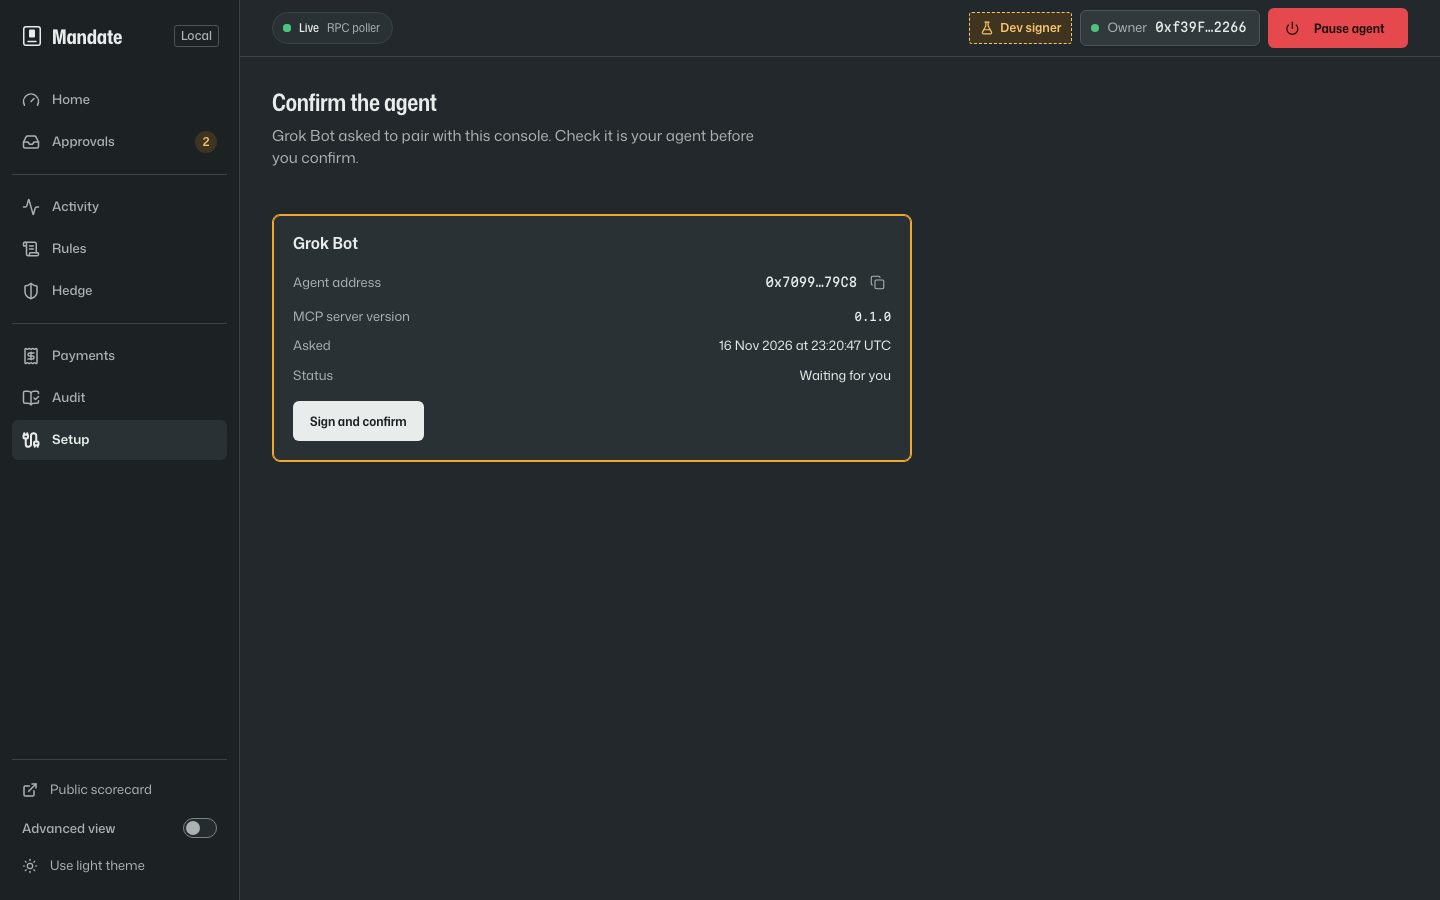 Mandate
Local
Home
Approvals
2
Activity
Rules
Hedge
Payments
Audit
Setup
Public scorecard
Advanced view
Use light theme
Live RPC poller
Dev signer
Owner 0xf39F…2266
Pause agent
Confirm the agent
Grok Bot asked to pair with this console. Check it is your agent before
you confirm.
Grok Bot
Agent address 0x7099…79C8
MCP server version 0.1.0
Asked 16 Nov 2026 at 23:20:47 UTC
Status Waiting for you
Sign and confirm